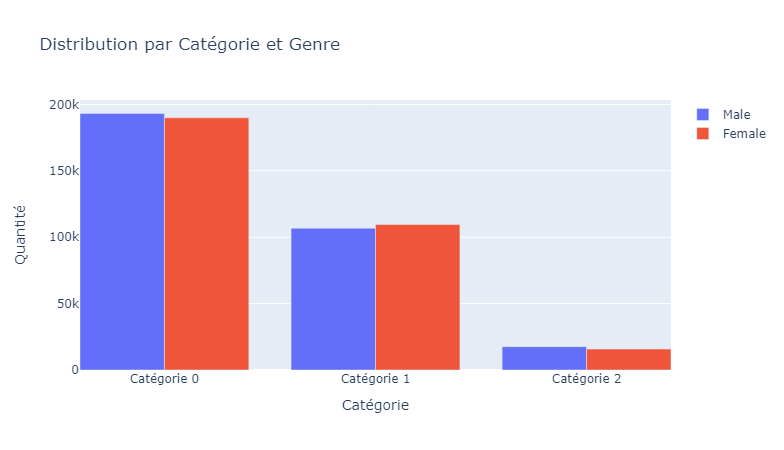 Distribution par Catégorie et Genre
200k
150k
100k
50k
0
Quantité
Catégorie 0
Catégorie 1
Catégorie 2
Catégorie
Male
Female